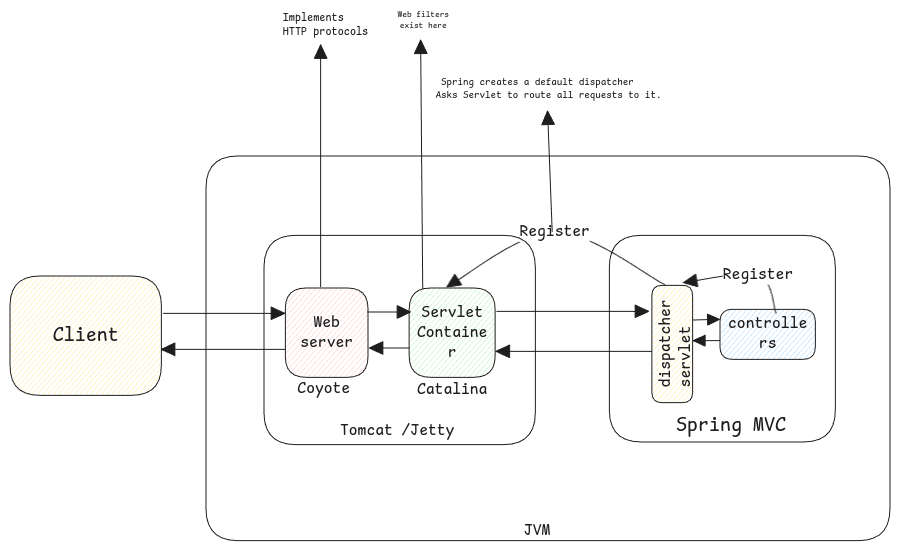 Implements
HTTP protocols
Web filters
exist here
Spring creates a default dispatcher
Asks Servlet to route all requests to it.
Register
Register
Client
Web
server
Servlet
Containe
r
dispatcher
servlet
controlle
rs
Coyote
Catalina
Tomcat /Jetty
Spring MVC
JVM